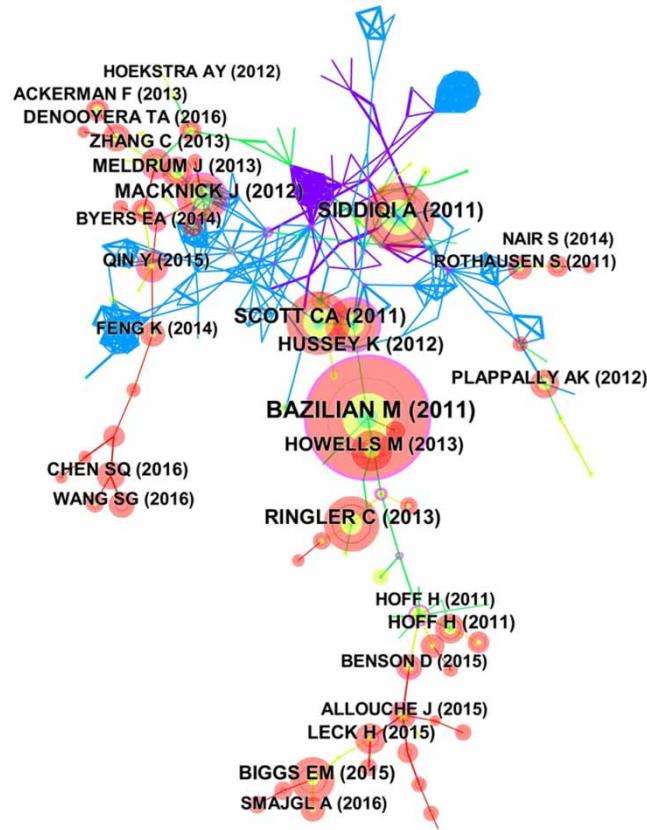 HOEKSTRA AY (2012)
ACKERMAN F (2013)
DENOOYERA TA (2016)
ZHANG C (2013)
MELDRUM J (2013)
MACKNICK J (2012)
SIDDIQI A (2011)
BYERS EA (2014)
NAIR S (2014)
QIN Y (2015)
ROTHAUSEN S (2011)
SCOTT CA (2011)
FENG K (2014)
HUSSEY K (2012)
PLAPPALLY AK (2012)
BAZILIAN M (2011)
HOWELLS M (2013)
CHEN SQ (2016)
WANG SG (2016)
RINGLER C (2013)
HOFF H (2011)
HOFF H (2011)
BENSON D (2015)
ALLOUCHE J (2015)
LECK H (2015)
BIGGS EM (2015)
SMAJGL A (2016)